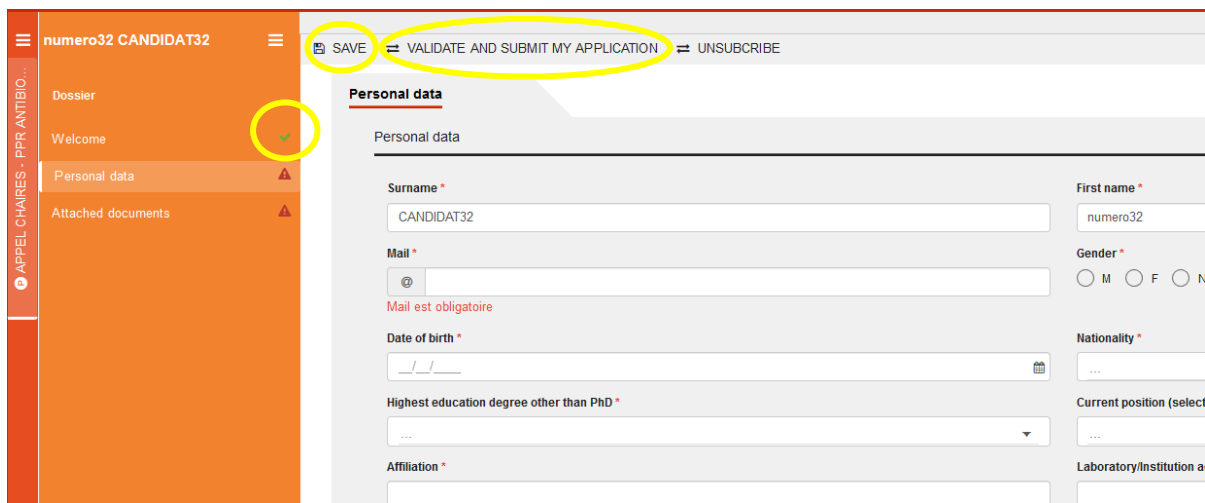 numero32 CANDIDAT32
SAVE
VALIDATE AND SUBMIT MY APPLICATION
UNSUBCRIBE
APPEL CHAIRES - PPR ANTIBIO...
Dossier
Welcome
Personal data
Attached documents
Personal data
Personal data
Surname *
First name *
CANDIDAT32
numero32
Mail *
Gender *
@
M F N
Mail est obligatoire
Date of birth *
Nationality *
__/__/____
...
Highest education degree other than PhD *
Current position (select
...
...
Affiliation *
Laboratory/Institution a